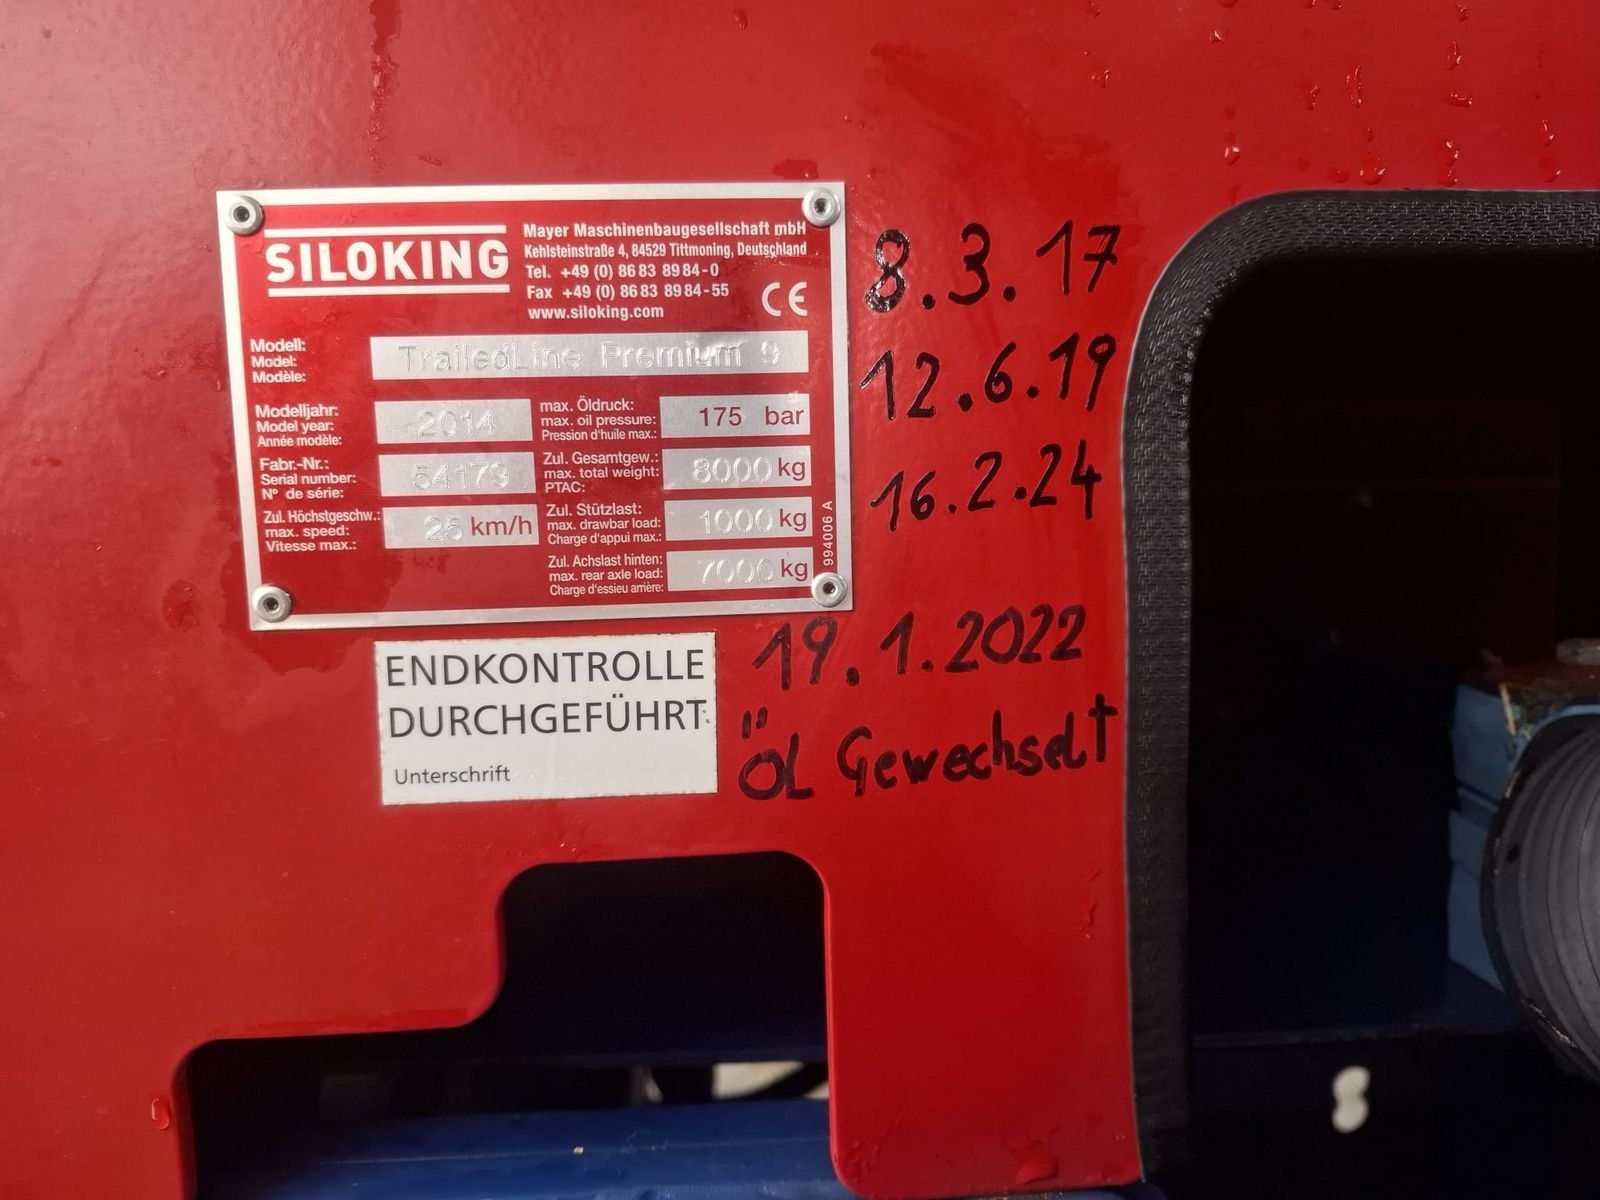 SILOKING
Mayer Maschinenbaugesellschaft mbH
Kehlsteinstraße 4, 84529 Tittmoning, Deutschland
Tel. +49 (0) 86 83 89 84-0
Fax +49 (0) 86 83 89 84-55
www.siloking.com
CE
Modell:
Model:
Modèle:
TrailedLine Premium 9
Modelljahr:
Model year:
Année modèle:
2014
max. Öldruck:
max. oil pressure:
Pression d'huile max.:
175 bar
Fabr.-Nr.:
Serial number:
N° de série:
54179
Zul. Gesamtgew.:
max. total weight:
PTAC:
8000 kg
Zul. Höchstgeschw.:
max. speed:
Vitesse max.:
25 km/h
Zul. Stützlast:
max. drawbar load:
Charge d'appui max.:
1000 kg
Zul. Achslast hinten:
max. rear axle load:
Charge d'essieu arrière:
7000 kg
994006 A
8.3.17
12.6.19
16.2.24
ENDKONTROLLE
DURCHGEFÜHRT
Unterschrift
19.1.2022
Öl Gewechselt